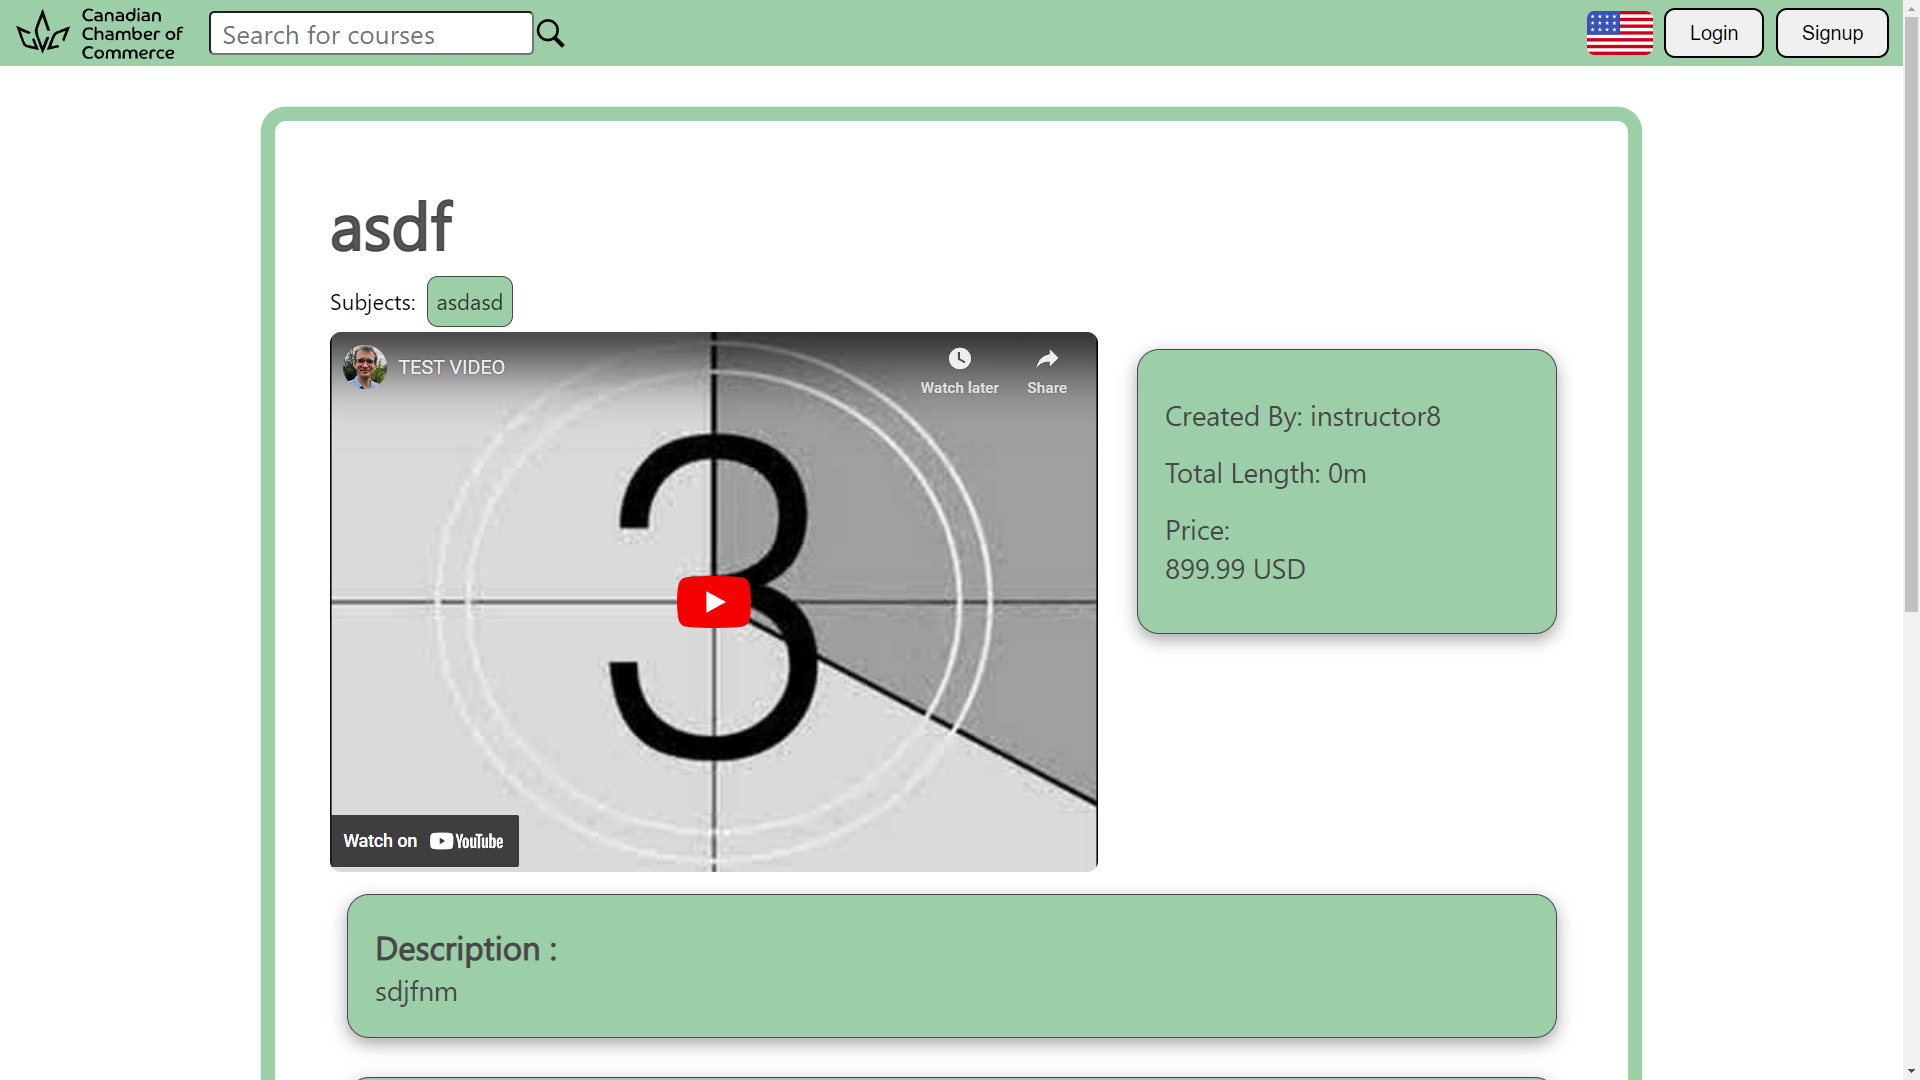 Canadian
Chamber of
Commerce
Search for courses
Login
Signup
asdf
Subjects: asdasd
TEST VIDEO
Watch later
Share
3
Watch on YouTube
Created By: instructor8
Total Length: 0m
Price:
899.99 USD
Description :
sdjfnm